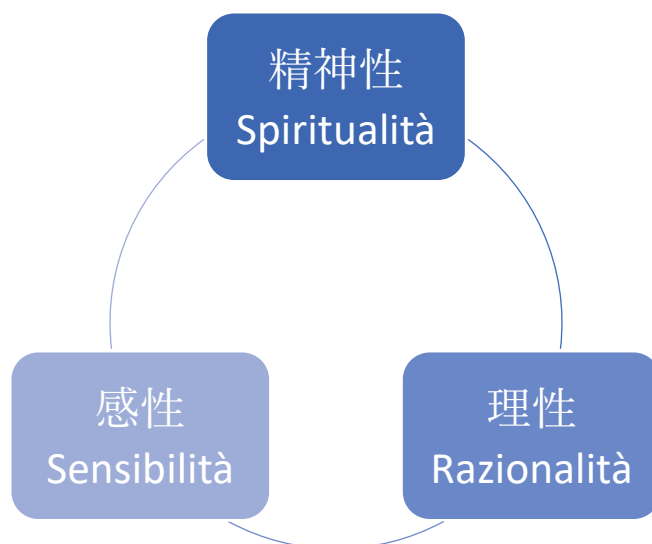 精神性
Spiritualità
感性
Sensibilità
理性
Razionalità